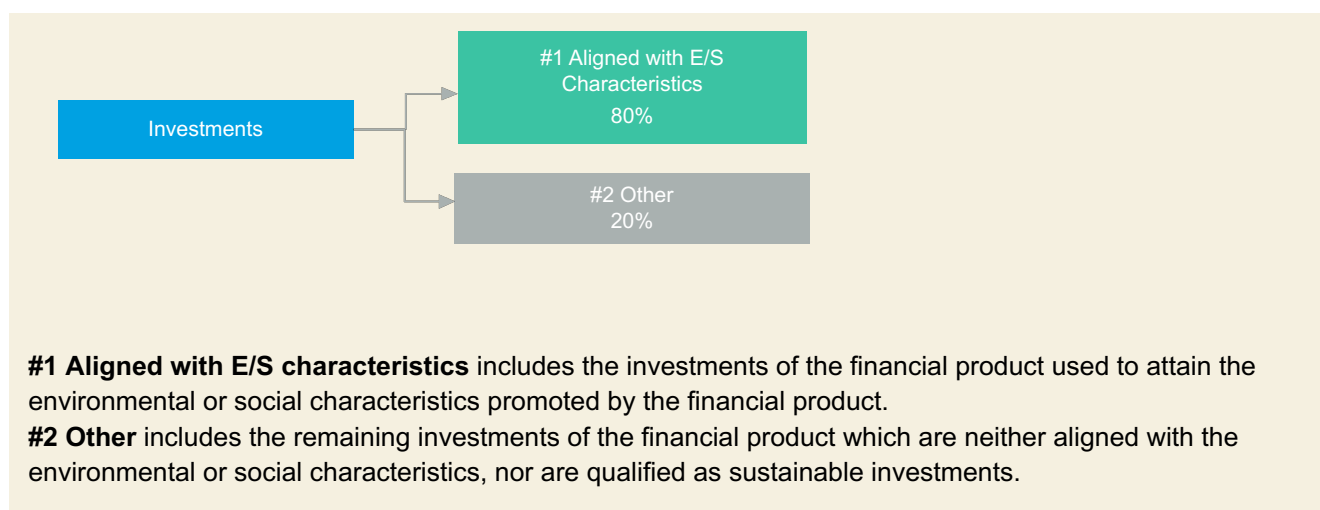 #1 Aligned with E/S
Characteristics
80%
Investments
#2 Other
20%
#1 Aligned with E/S characteristics includes the investments of the financial product used to attain the
environmental or social characteristics promoted by the financial product.
#2 Other includes the remaining investments of the financial product which are neither aligned with the
environmental or social characteristics, nor are qualified as sustainable investments.